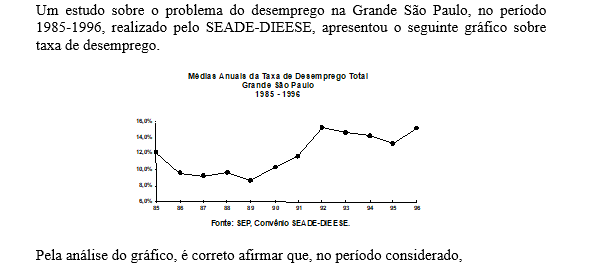 Um estudo sobre o problema do desemprego na Grande São Paulo, no período
1985-1996, realizado pelo SEADE-DIEESE, apresentou o seguinte gráfico sobre
taxa de desemprego.
Médias Anuais da Taxa de Desemprego Total
Grande São Paulo
1985 - 1996
16,0%
14,0%
12,0%
10,0%
8,0%
6,0%
85 86 87 88 89 90 91 92 93 94 95 96
Fonte: SEP, Convênio SEADE-DIEESE.
Pela análise do gráfico, é correto afirmar que, no período considerado,